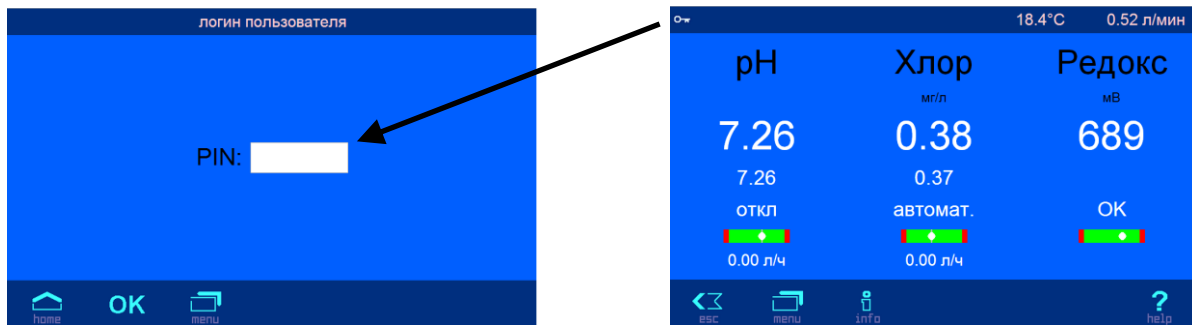 логин пользователя
PIN:
home OK menu
18.4°C 0.52 л/мин
pH Хлор Редокс
мг/л мВ
7.26 0.38 689
7.26 0.37
откл автомат. OK
0.00 л/ч 0.00 л/ч
esc menu info ? help